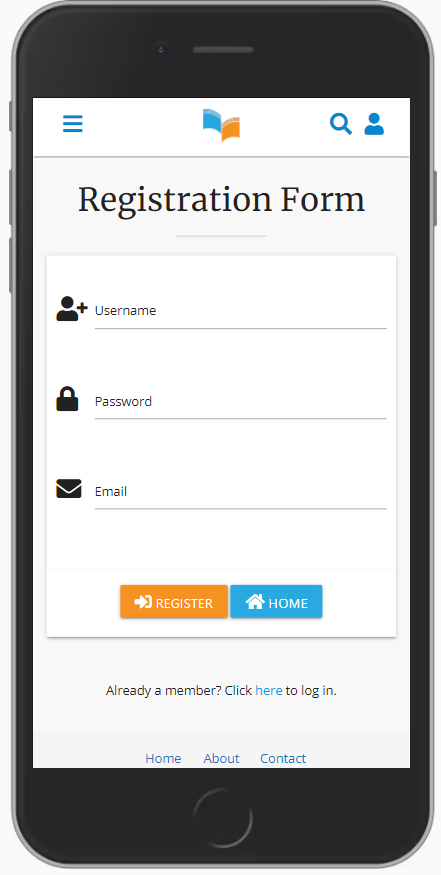 Registration Form
Username
Password
Email
REGISTER HOME
Already a member? Click here to log in.
Home About Contact